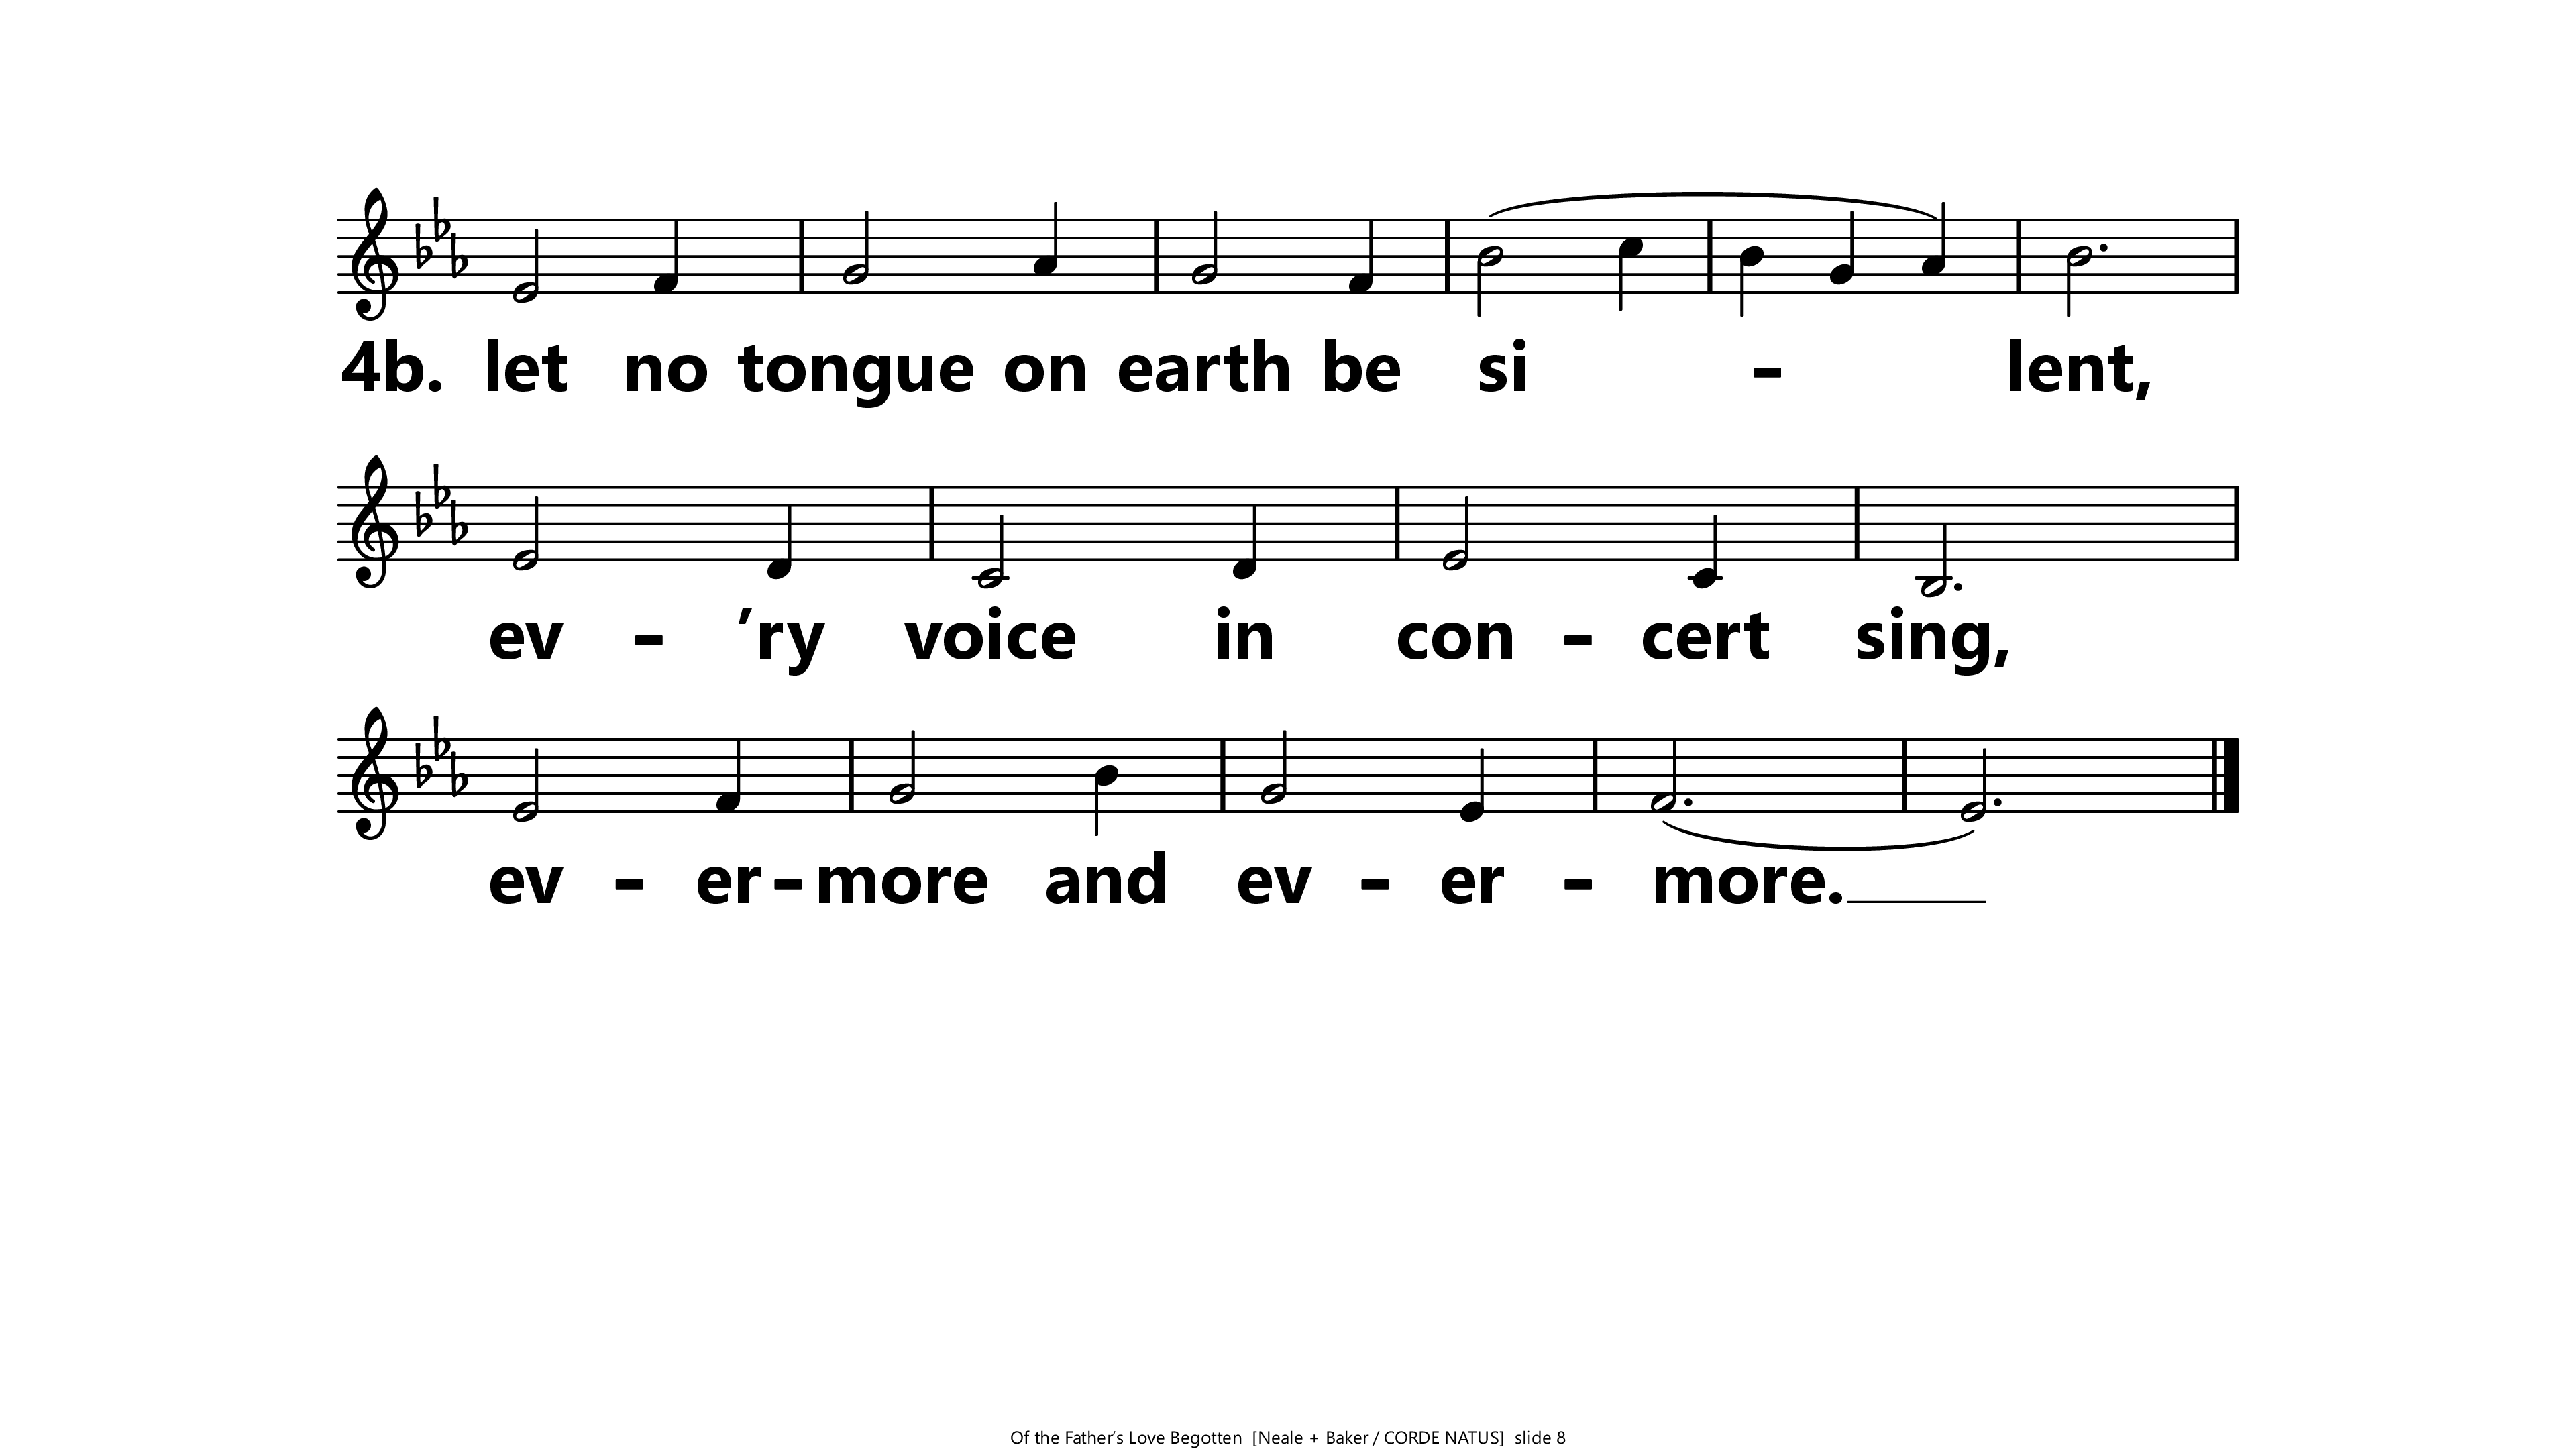 4b. let no tongue on earth be si - lent,
ev - ’ry voice in con - cert sing,
ev - er - more and ev - er - more.
Of the Father’s Love Begotten [Neale + Baker / CORDE NATUS] slide 8